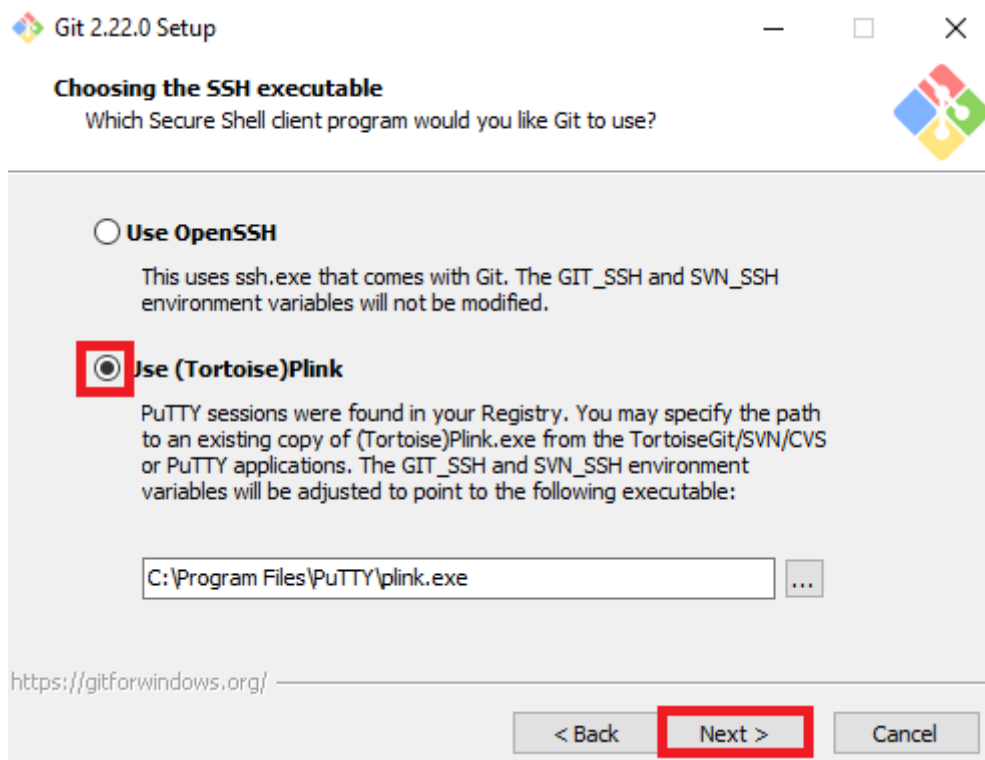 Git 2.22.0 Setup
Choosing the SSH executable
Which Secure Shell client program would you like Git to use?
Use OpenSSH
This uses ssh.exe that comes with Git. The GIT_SSH and SVN_SSH
environment variables will not be modified.
Use (Tortoise)Plink
PuTTY sessions were found in your Registry. You may specify the path
to an existing copy of (Tortoise)Plink.exe from the TortoiseGit/SVN/CVS
or PuTTY applications. The GIT_SSH and SVN_SSH environment
variables will be adjusted to point to the following executable:
C:\Program Files\PuTTY\plink.exe
...
https://gitforwindows.org/
< Back
Next >
Cancel